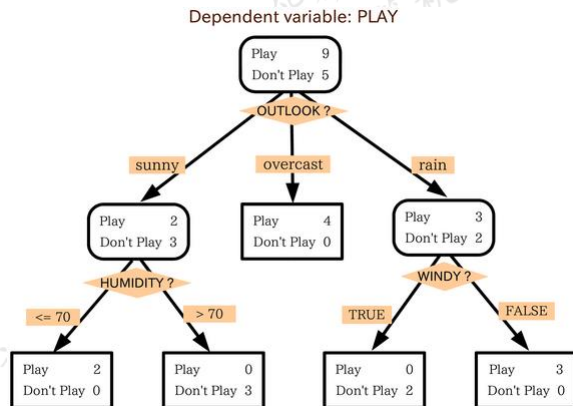 Dependent variable: PLAY
Play 9
Don't Play 5
OUTLOOK ?
sunny
overcast
rain
Play 2
Don't Play 3
Play 4
Don't Play 0
Play 3
Don't Play 2
HUMIDITY ?
WINDY ?
<= 70
> 70
TRUE
FALSE
Play 2
Don't Play 0
Play 0
Don't Play 3
Play 0
Don't Play 2
Play 3
Don't Play 0